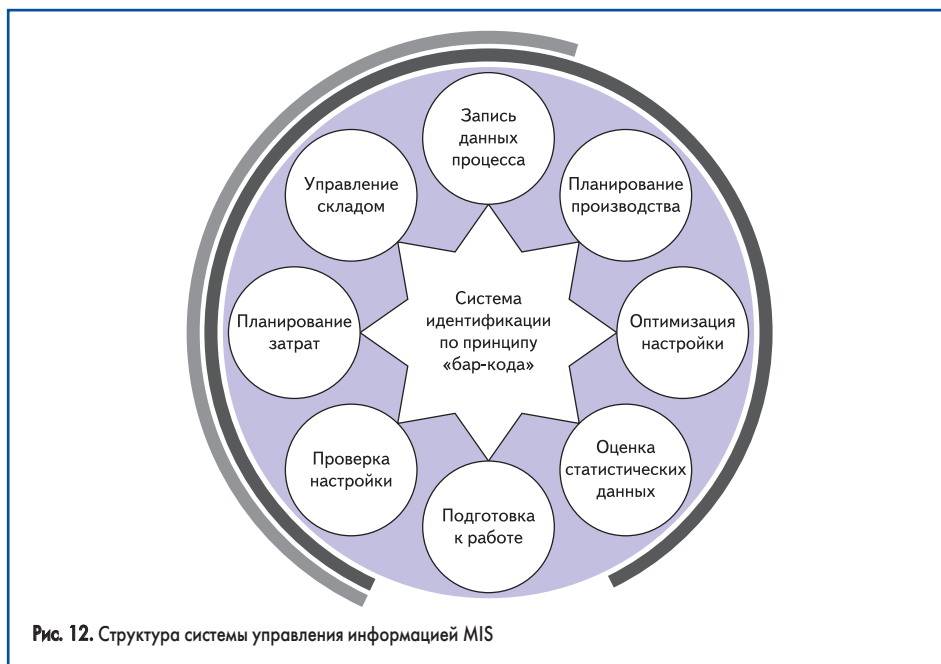 Запись
данных
процесса
Управление
складом
Планирование
производства
Планирование
затрат
Система
идентификации
по принципу
«бар-кода»
Оптимизация
настройки
Проверка
настройки
Оценка
статистических
данных
Подготовка
к работе
Рис. 12. Структура системы управления информацией MIS